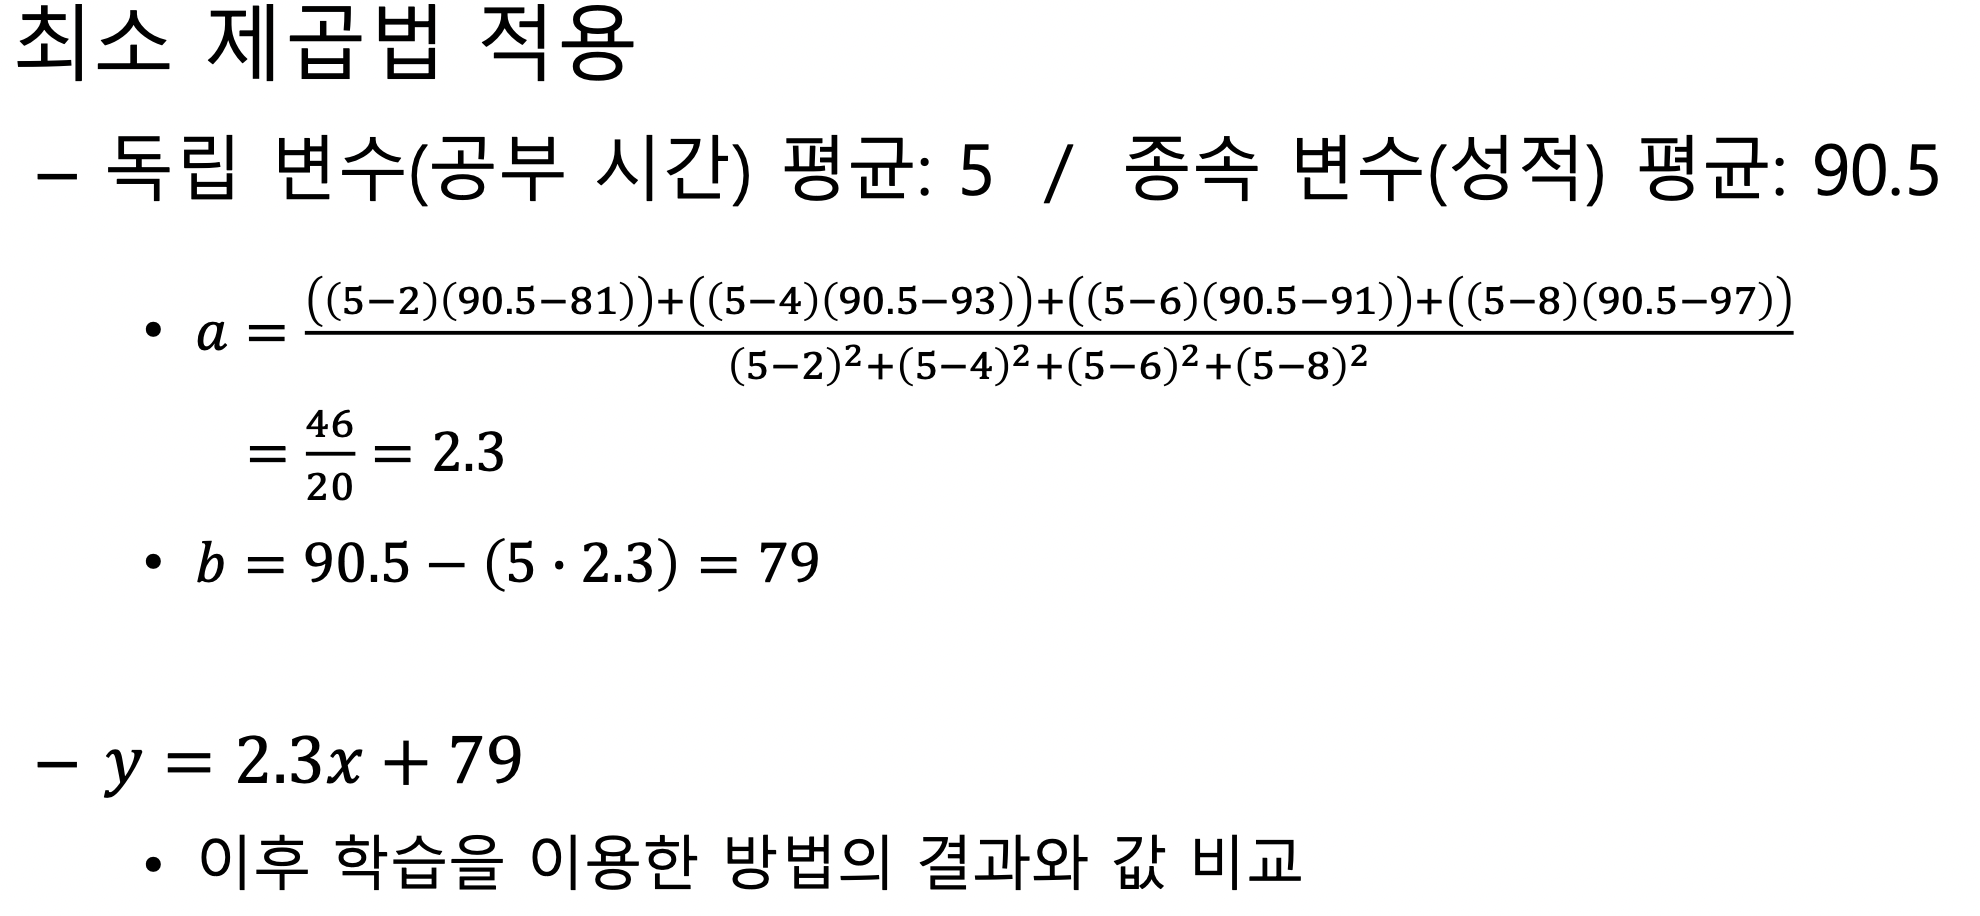 최소 제곱법 적용
– 독립 변수(공부 시간) 평균: 5 / 종속 변수(성적) 평균: 90.5
• a = ((5−2)(90.5−81))+((5−4)(90.5−93))+((5−6)(90.5−91))+((5−8)(90.5−97))
(5−2)²+(5−4)²+(5−6)²+(5−8)²
= 46/20 = 2.3
• b = 90.5 − (5 · 2.3) = 79
– y = 2.3x + 79
• 이후 학습을 이용한 방법의 결과와 값 비교